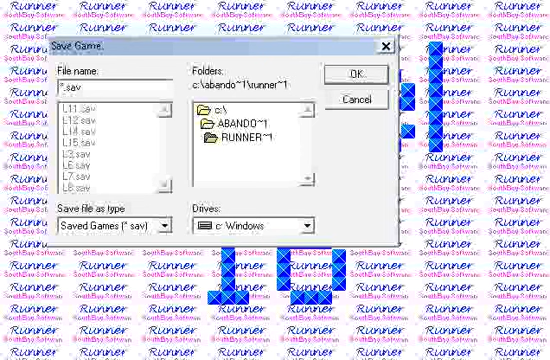 Save Game.
File name:
*.sav
L11.sav
L12.sav
L14.sav
L15.sav
L3.sav
L6.sav
L7.sav
L8.sav
Save file as type
Saved Games (*.sav)
Folders:
c:\abando~1\runner~1
c:\
ABANDO~1
RUNNER~1
Drives:
c: Windows
OK
Cancel
Runner
SouthBay Software